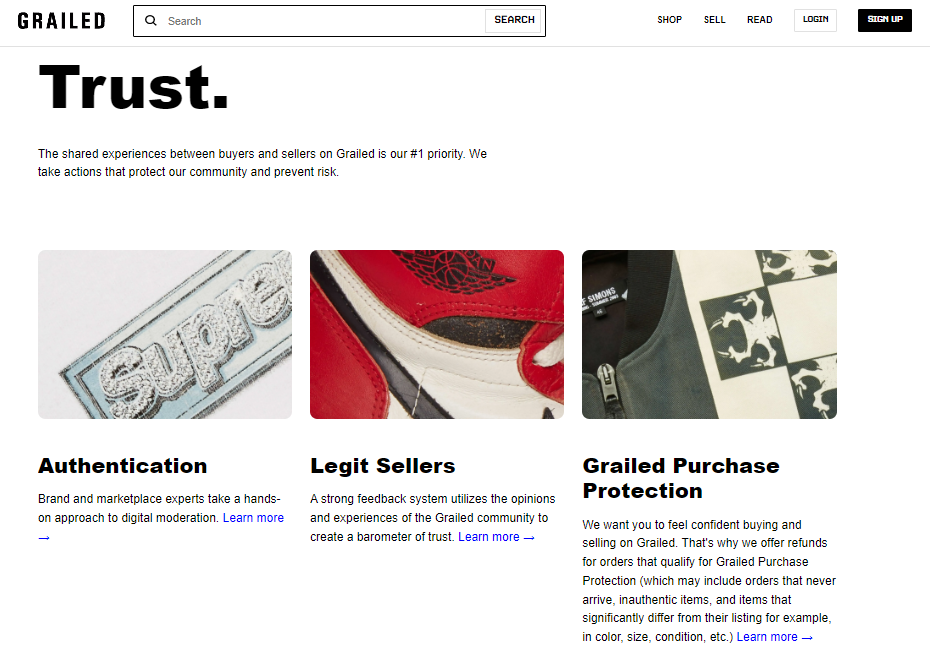 GRAILED
Search
SEARCH
SHOP
SELL
READ
LOGIN
SIGN UP
Trust.
The shared experiences between buyers and sellers on Grailed is our #1 priority. We
take actions that protect our community and prevent risk.
Supre
SIMONS
Authentication
Brand and marketplace experts take a hands-
on approach to digital moderation. Learn more
→
Legit Sellers
A strong feedback system utilizes the opinions
and experiences of the Grailed community to
create a barometer of trust. Learn more →
Grailed Purchase
Protection
We want you to feel confident buying and
selling on Grailed. That's why we offer refunds
for orders that qualify for Grailed Purchase
Protection (which may include orders that never
arrive, inauthentic items, and items that
significantly differ from their listing for example,
in color, size, condition, etc.) Learn more →